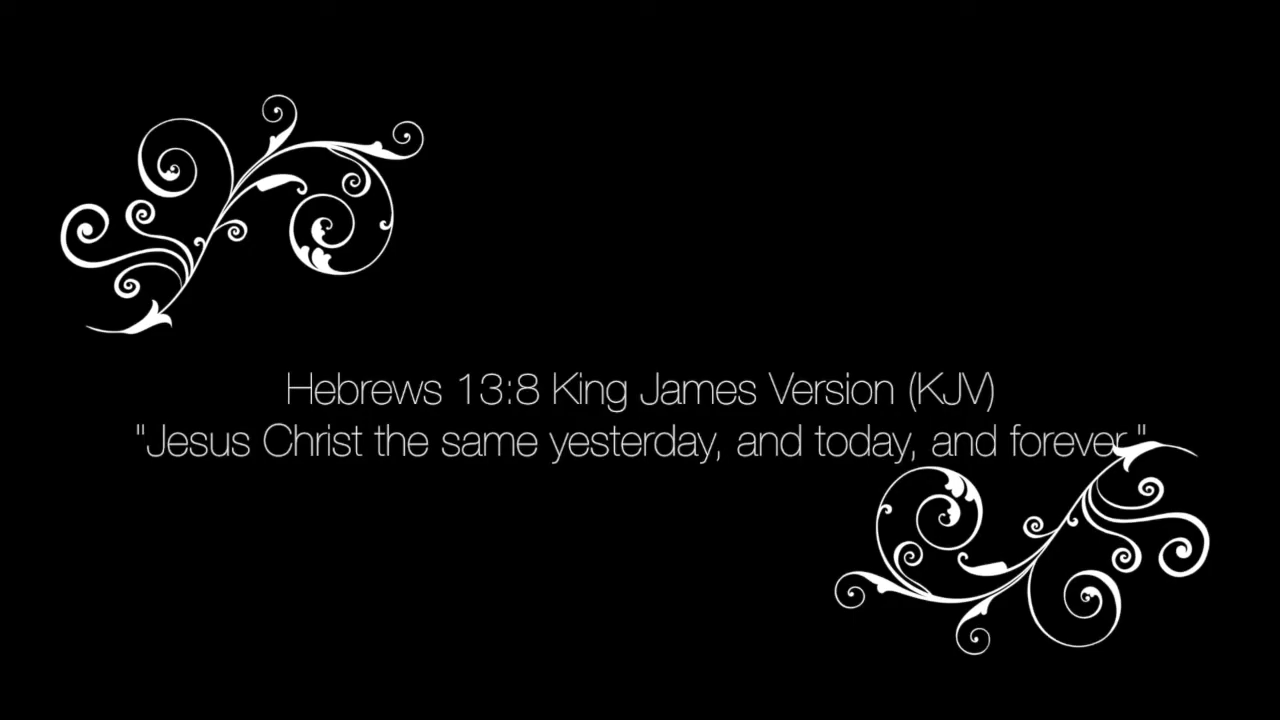 Hebrews 13:8 King James Version (KJV)
"Jesus Christ the same yesterday, and today, and forever."